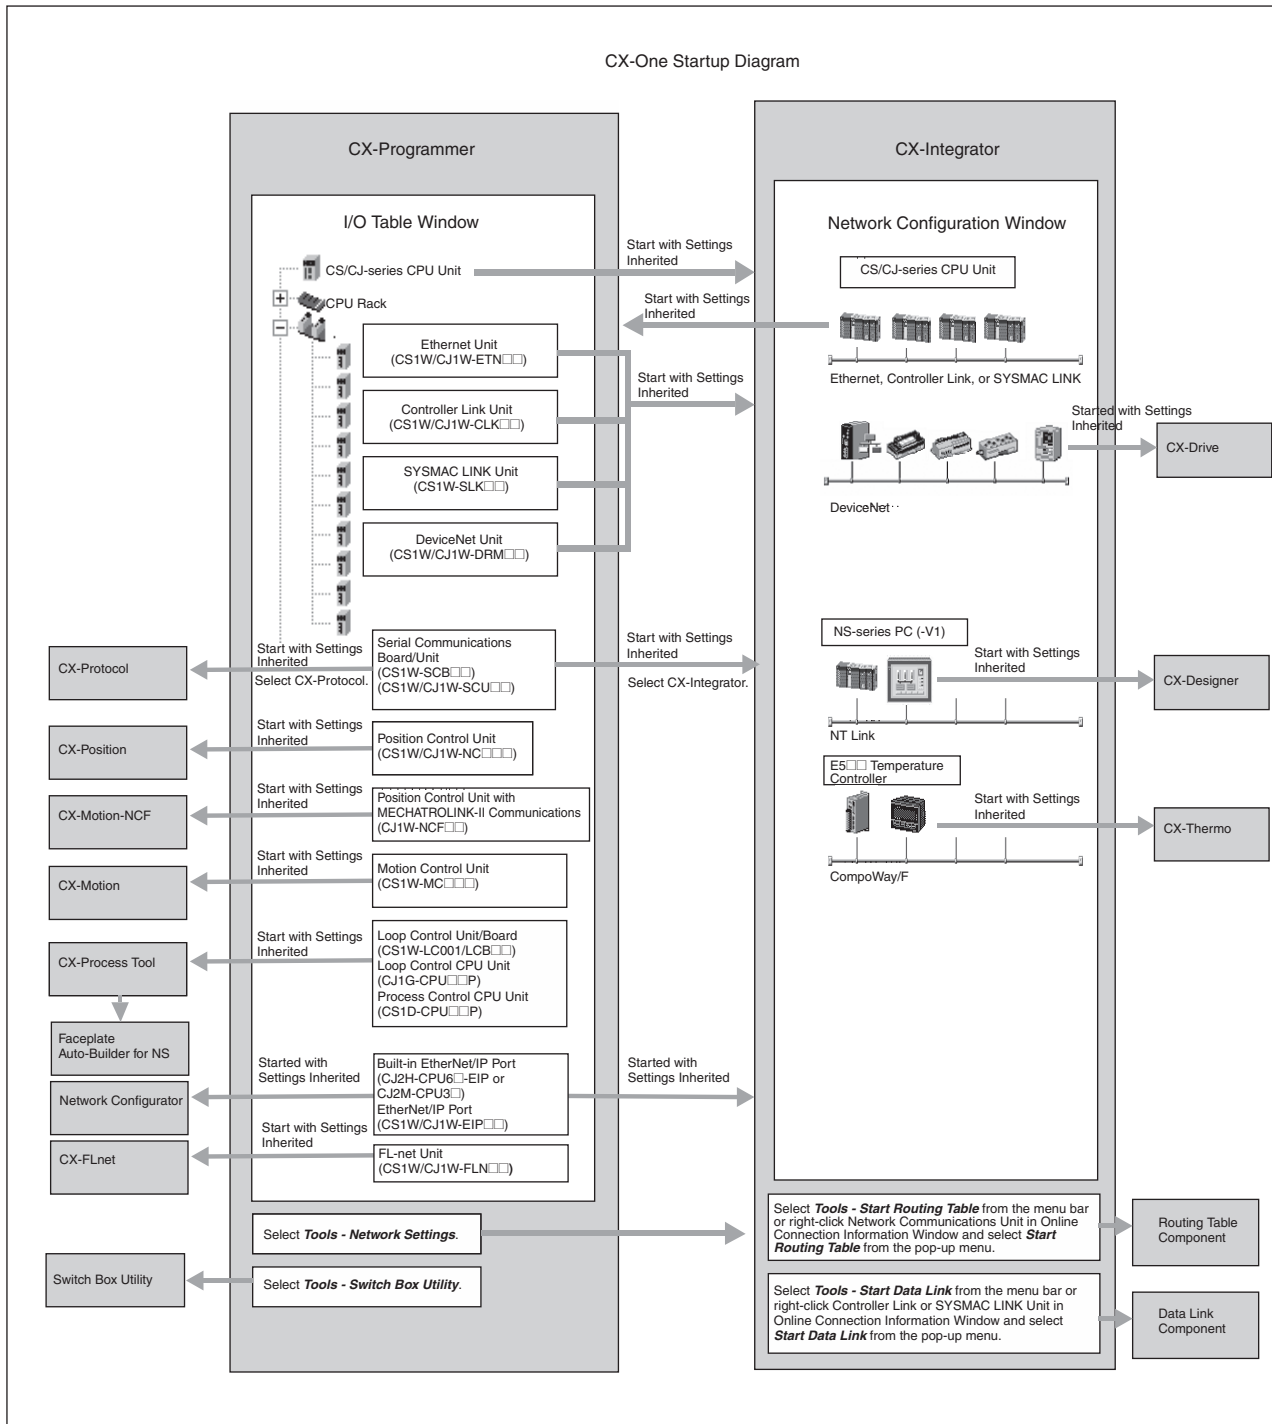 CX-One Startup Diagram
CX-Programmer
I/O Table Window
CS/CJ-series CPU Unit
CPU Rack
Ethernet Unit
(CS1W/CJ1W-ETN□□)
Controller Link Unit
(CS1W/CJ1W-CLK□□)
SYSMAC LINK Unit
(CS1W-SLK□□)
DeviceNet Unit
(CS1W/CJ1W-DRM□□)
Start with Settings
Inherited
Start with Settings
Inherited
Start with Settings
Inherited
CX-Integrator
Network Configuration Window
CS/CJ-series CPU Unit
Ethernet, Controller Link, or SYSMAC LINK
Started with Settings
Inherited
CX-Drive
DeviceNet
CX-Protocol
Start with Settings
Inherited
Select CX-Protocol.
Serial Communications
Board/Unit
(CS1W-SCB□□)
(CS1W/CJ1W-SCU□□)
Start with Settings
Inherited
Select CX-Integrator.
NS-series PC (-V1)
Start with Settings
Inherited
CX-Designer
NT Link
CX-Position
Start with Settings
Inherited
Position Control Unit
(CS1W/CJ1W-NC□□□)
E5□□ Temperature
Controller
Start with Settings
Inherited
CX-Thermo
CompoWay/F
CX-Motion-NCF
Start with Settings
Inherited
Position Control Unit with
MECHATROLINK-II Communications
(CJ1W-NCF□□)
CX-Motion
Start with Settings
Inherited
Motion Control Unit
(CS1W-MC□□□)
CX-Process Tool
Start with Settings
Inherited
Loop Control Unit/Board
(CS1W-LC001/LCB□□)
Loop Control CPU Unit
(CJ1G-CPU□□P)
Process Control CPU Unit
(CS1D-CPU□□P)
Faceplate
Auto-Builder for NS
Network Configurator
Started with
Settings Inherited
Built-in EtherNet/IP Port
(CJ2H-CPU6□-EIP or
CJ2M-CPU3□)
EtherNet/IP Port
(CS1W/CJ1W-EIP□□)
Started with
Settings Inherited
CX-FLnet
Start with Settings
Inherited
FL-net Unit
(CS1W/CJ1W-FLN□□)
Select Tools - Network Settings.
Select Tools - Start Routing Table from the menu bar
or right-click Network Communications Unit in Online
Connection Information Window and select Start
Routing Table from the pop-up menu.
Routing Table
Component
Switch Box Utility
Select Tools - Switch Box Utility.
Select Tools - Start Data Link from the menu bar or
right-click Controller Link or SYSMAC LINK Unit in
Online Connection Information Window and select
Start Data Link from the pop-up menu.
Data Link
Component